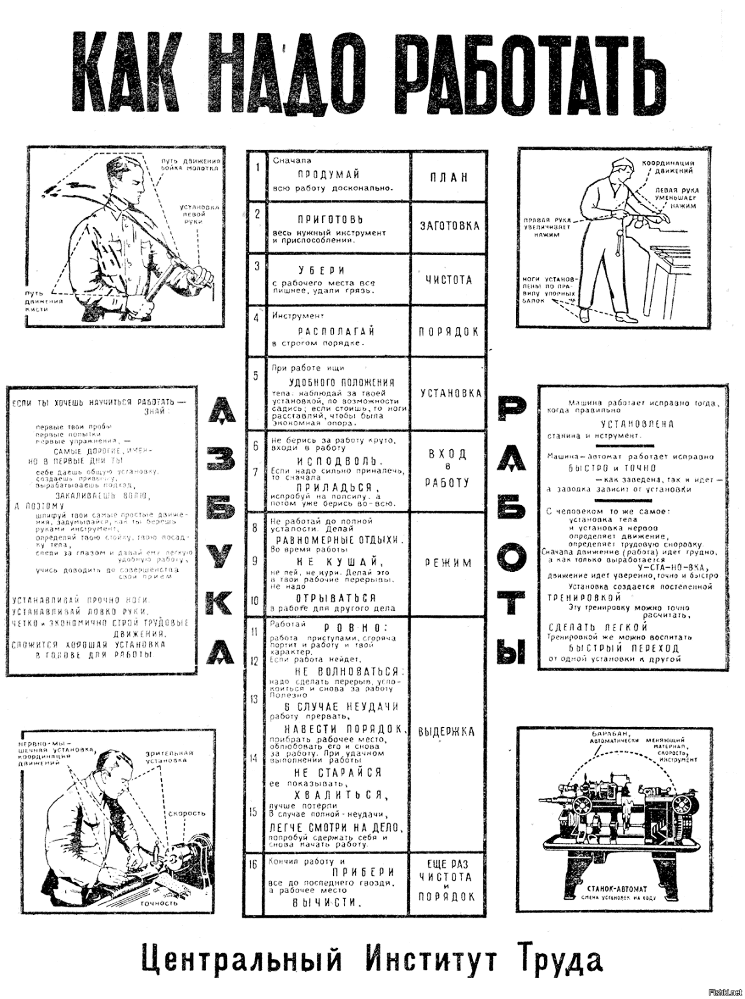 КАК НАДО РАБОТАТЬ
ПУТЬ ДВИЖЕНИЯ
БОЙКА МОЛОТКА
УСТАНОВКА
ЛЕВОЙ
РУКИ
ПУТЬ
ДВИЖЕНИЯ
КИСТИ
1
Сначала
ПРОДУМАЙ
всю работу досконально.
ПЛАН
2
ПРИГОТОВЬ
весь нужный инструмент
и приспособления.
ЗАГОТОВКА
3
УБЕРИ
с рабочего места все
лишнее, удали грязь.
ЧИСТОТА
4
Инструмент
РАСПОЛАГАЙ
в строгом порядке.
ПОРЯДОК
5
При работе ищи
УДОБНОГО ПОЛОЖЕНИЯ
тела: наблюдай за твоей
установкой, по возможности
садись; если стоишь, то ноги
расставляй, чтобы была
экономная опора.
УСТАНОВКА
6
Не берись за работу круто,
входи в работу
ИСПОДВОЛЬ.
7
Если надо сильно приналечь,
то сначала
ПРИЛАДЬСЯ,
испробуй на полсилу, а
потом уже берись во-всю.
ВХОД
В
РАБОТУ
8
Не работай до полной
усталости. Делай
РАВНОМЕРНЫЕ ОТДЫХИ.
9
Во время работы
НЕ КУШАЙ,
не пей, не кури. Делай это
в твои рабочие перерывы.
Не надо
10
ОТРЫВАТЬСЯ
в работе для другого дела
РЕЖИМ
11
Работай
РОВНО:
работа приступами, сгоряча
портит и работу и твой
характер.
12
Если работа нейдет,
НЕ ВОЛНОВАТЬСЯ:
надо сделать перерыв, успо-
коиться и снова за работу
13
Полезно
В СЛУЧАЕ НЕУДАЧИ
работу прервать,
НАВЕСТИ ПОРЯДОК,
прибрать рабочее место,
облюбовать его и снова
за работу. При удачном
14
выполнении работы
НЕ СТАРАЙСЯ
ее показывать,
ХВАЛИТЬСЯ,
лучше потерпи
15
В случае полной-неудачи,
ЛЕГЧЕ СМОТРИ НА ДЕЛО,
попробуй сдержать себя и
снова начать работу.
ВЫДЕРЖКА
16
Кончил работу и
ПРИБЕРИ
все до последнего гвоздя,
а рабочее место
ВЫЧИСТИ.
ЕЩЕ РАЗ
ЧИСТОТА
и
ПОРЯДОК
КООРДИНАЦИЯ
ДВИЖЕНИЙ
ЛЕВАЯ РУКА
УМЕНЬШАЕТ
НАЖИМ
ПРАВАЯ РУКА
УВЕЛИЧИВАЕТ
НАЖИМ
НОГИ УСТАНОВ-
ЛЕНЫ ПО ПРА-
ВИЛУ УПОРНЫХ
БАЛОК
АЗБУКА
РАБОТЫ
ЕСЛИ ТЫ ХОЧЕШЬ НАУЧИТЬСЯ РАБОТАТЬ —
ЗНАЙ:
первые твои пробы
первые попытки
первые упражнения, —
САМЫЕ ДОРОГИЕ, ИМЕН-
НО В ПЕРВЫЕ ДНИ ТЫ
себе даешь общую установку,
создаешь привычку,
вырабатываешь подход,
ЗАКАЛИВАЕШЬ ВОЛЮ,
А ПОЭТОМУ
шлифуй твои самые простые движе-
ния, задумывайся, как ты берешь
руками инструмент,
определяй твою стойку, твою посад-
ку тела,
следи за глазом и давай ему легкую
удобную работу,
учись доводить до совершенства
свой прием
УСТАНАВЛИВАЙ ПРОЧНО НОГИ.
УСТАНАВЛИВАЙ ЛОВКО РУКИ.
ЧЕТКО и ЭКОНОМИЧНО СТРОЙ ТРУДОВЫЕ
ДВИЖЕНИЯ.
СЛОЖИТСЯ ХОРОШАЯ УСТАНОВКА
В ГОЛОВЕ ДЛЯ РАБОТЫ
Машина работает исправно тогда,
когда правильно
УСТАНОВЛЕНА
станина и нструмент.
Машина—автомат работает исправно
БЫСТРО и ТОЧНО
—как заведена, так и идет—
а заводка зависит от установки
С человеком то же самое:
установка тела
и установка нервов
определяет движение,
определяет трудовую сноровку.
Сначала движение (работа) идет трудно,
а как только выработается
У-СТА-НО-ВКА,
движение идет уверенно, точно и быстро
Установка создается постепенной
ТРЕНИРОВКОЙ
Эту тренировку можно точно
расчитать,
СДЕЛАТЬ ЛЕГКОЙ
Тренировкой же можно воспитать
БЫСТРЫЙ ПЕРЕХОД
от одной установки к другой
НЕРВНО-МЫ-
ШЕЧНАЯ УСТАНОВКА,
КООРДИНАЦИЯ
ДВИЖЕНИЙ
ЗРИТЕЛЬНАЯ
УСТАНОВКА
СКОРОСТЬ
ТОЧНОСТЬ
БАРАБАН,
АВТОМАТИЧЕСКИ МЕНЯЮЩИЙ
МАТЕРИАЛ,
СКОРОСТЬ,
ИНСТРУМЕНТ
СТАНОК-АВТОМАТ
СМЕНА УСТАНОВОК НА ХОДУ
Центральный Институт Труда
Fishki.net